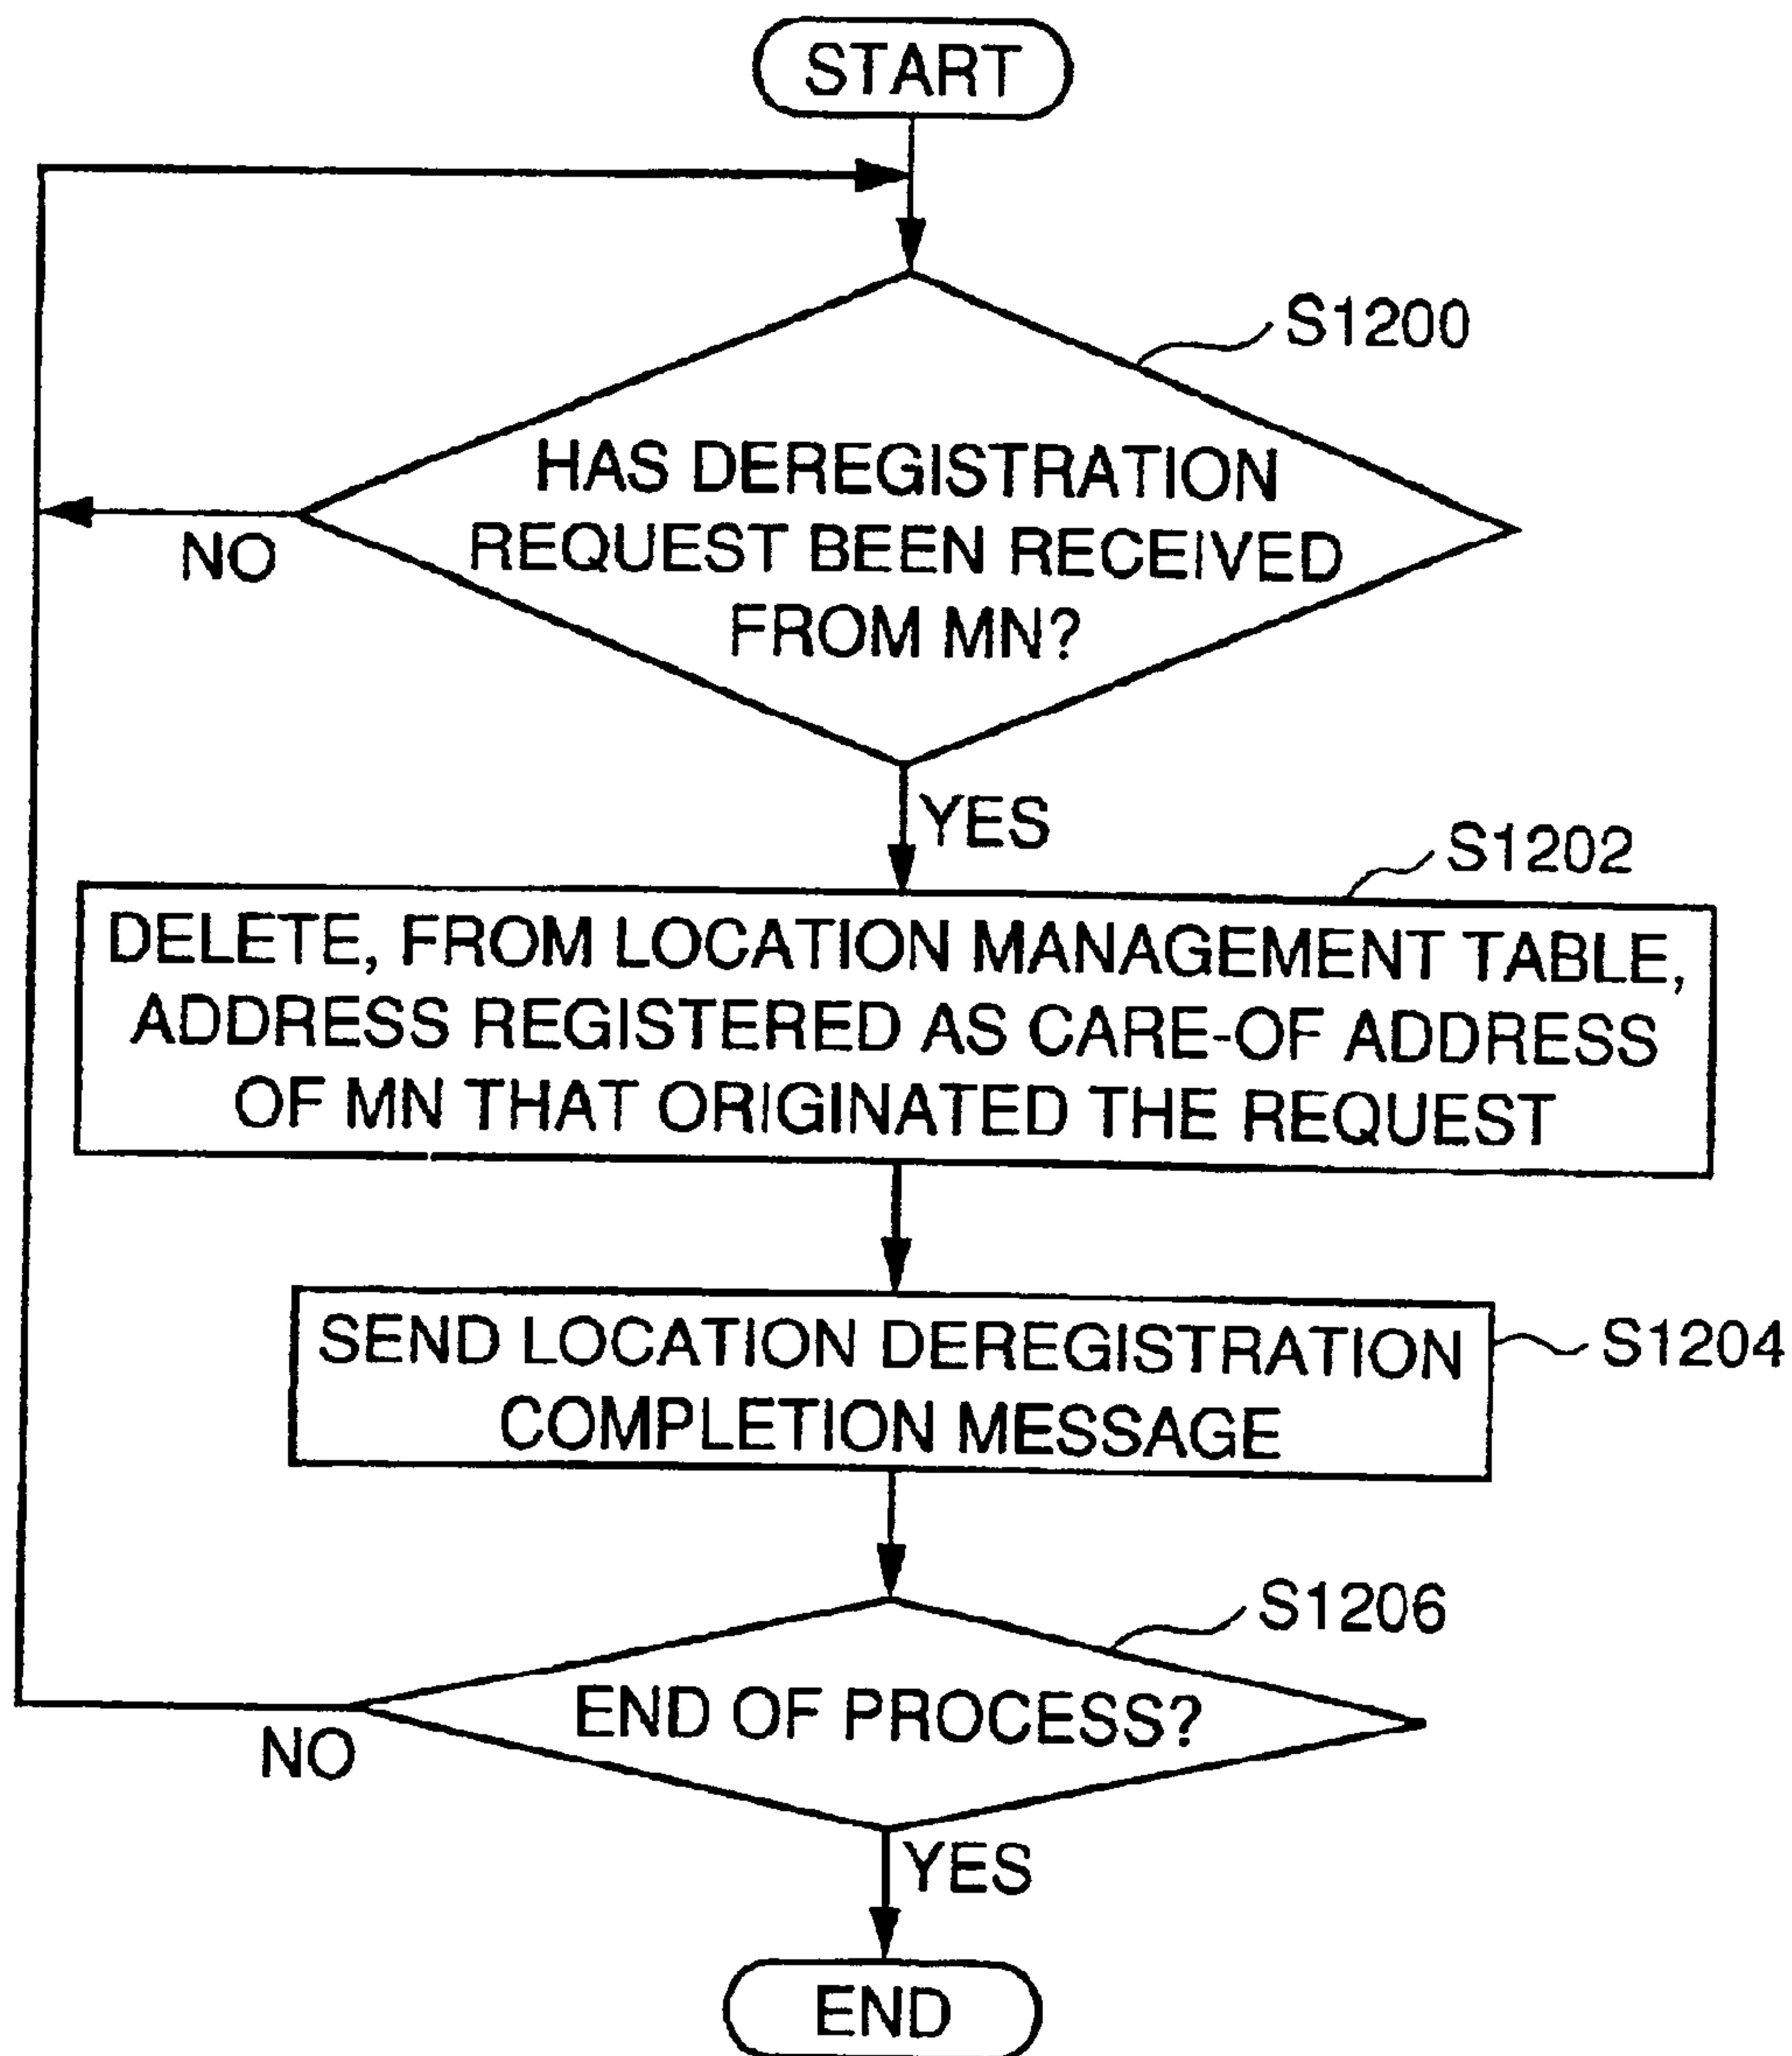 START
S1200
HAS DEREGISTRATION
REQUEST BEEN RECEIVED
FROM MN?
NO
YES
S1202
DELETE, FROM LOCATION MANAGEMENT TABLE,
ADDRESS REGISTERED AS CARE-OF ADDRESS
OF MN THAT ORIGINATED THE REQUEST
SEND LOCATION DEREGISTRATION
COMPLETION MESSAGE
S1204
S1206
END OF PROCESS?
NO
YES
END